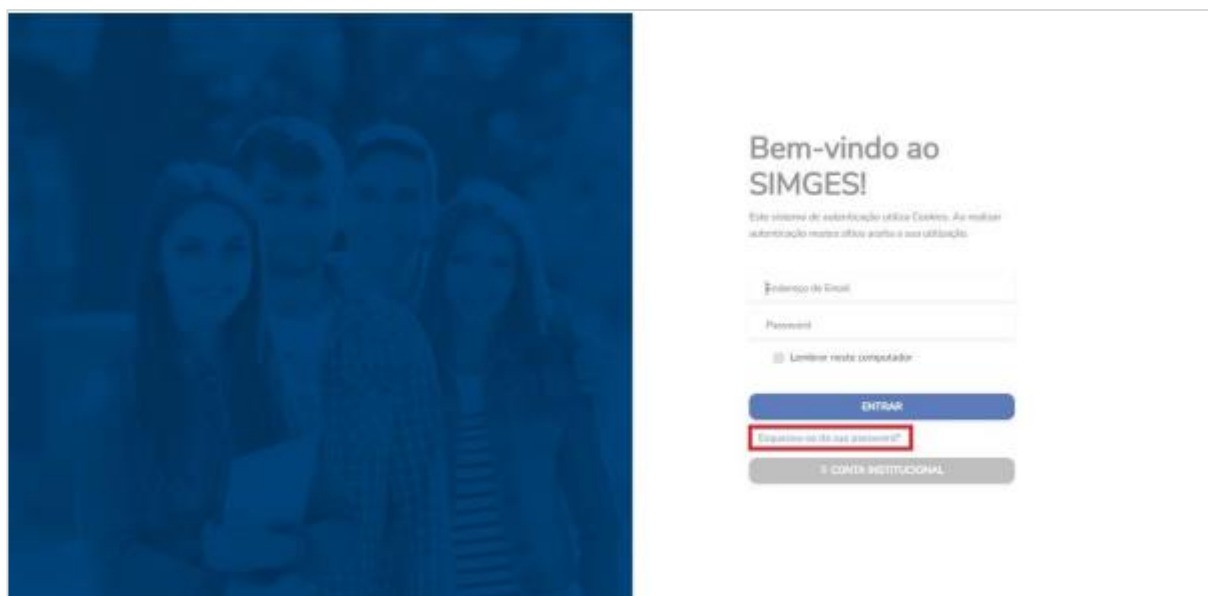 Bem-vindo ao
SIMGES!
Este sistema de autenticação utiliza Cookies. Ao realizar
autenticação neste sítio aceita a sua utilização.
Endereço de Email
Password
Lembrar neste computador
ENTRAR
Esqueceu-se da sua password?
CONTA INSTITUCIONAL